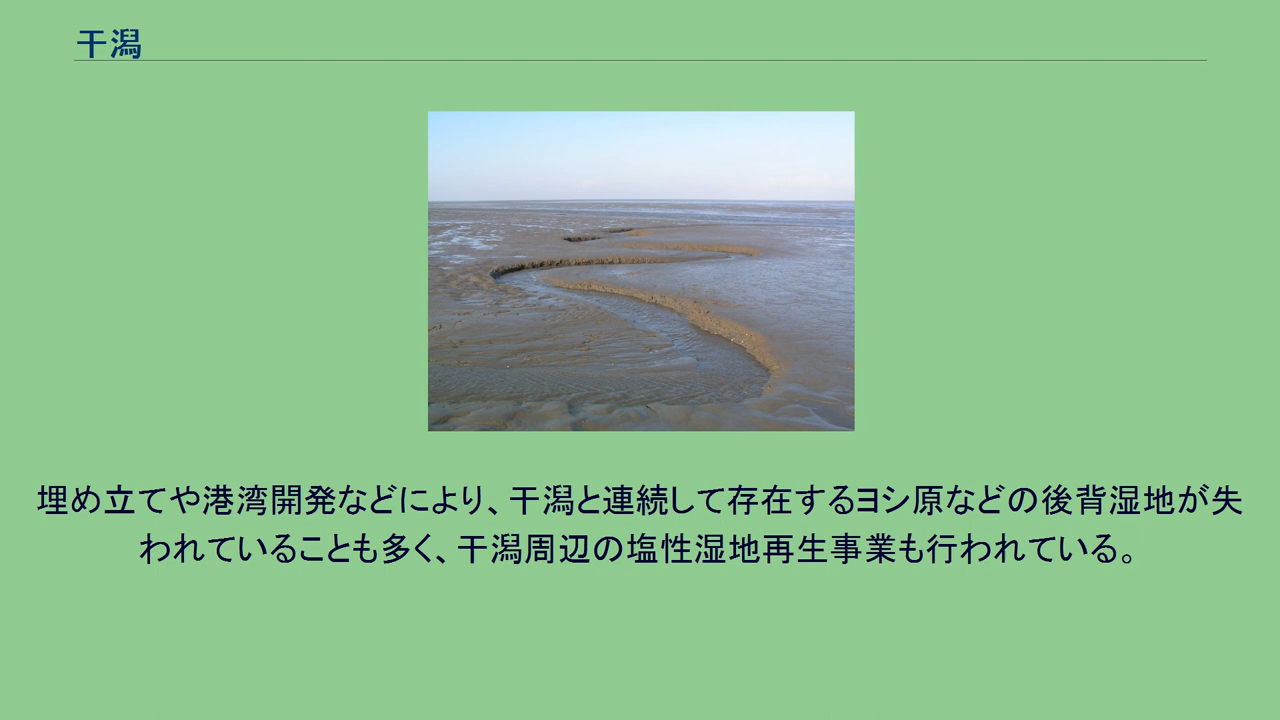 干潟
埋め立てや港湾開発などにより、干潟と連続して存在するヨシ原などの後背湿地が失
われていることも多く、干潟周辺の塩性湿地再生事業も行われている。